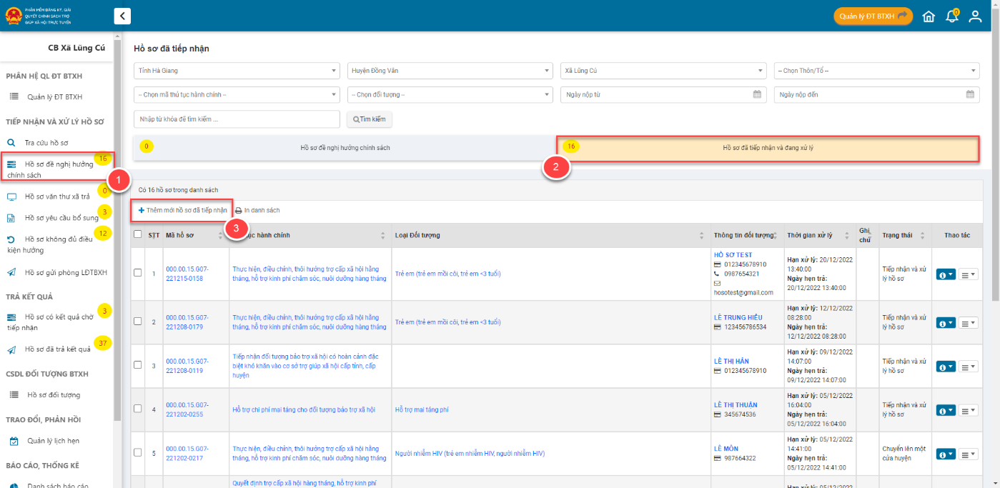 PHẦN MỀM ĐĂNG KÝ, GIẢI
QUYẾT CHÍNH SÁCH TRỢ
GIÚP XÃ HỘI TRỰC TUYẾN
Quản lý ĐT BTXH
0
CB Xã Lũng Cú
PHÂN HỆ QL ĐT BTXH
Quản lý ĐT BTXH
TIẾP NHẬN VÀ XỬ LÝ HỒ SƠ
Tra cứu hồ sơ
Hồ sơ đề nghị hưởng
chính sách
16
1
Hồ sơ văn thư xã trả
0
Hồ sơ yêu cầu bổ sung
3
Hồ sơ không đủ điều
kiện hưởng
12
Hồ sơ gửi phòng LĐTBXH
TRẢ KẾT QUẢ
Hồ sơ có kết quả chờ
tiếp nhận
3
Hồ sơ đã trả kết quả
37
CSDL ĐỐI TƯỢNG BTXH
Hồ sơ đối tượng
TRAO ĐỔI, PHẢN HỒI
Quản lý lịch hẹn
BÁO CÁO, THỐNG KÊ
Danh sách báo cáo
Hồ sơ đã tiếp nhận
Tỉnh Hà Giang
Huyện Đồng Văn
Xã Lũng Cú
-- Chọn Thôn/Tổ --
-- Chọn mã thủ tục hành chính --
-- Chọn đối tượng --
Ngày nộp từ
Ngày nộp đến
Nhập từ khóa để tìm kiếm ...
Tìm kiếm
0
Hồ sơ đề nghị hưởng chính sách
16
Hồ sơ đã tiếp nhận và đang xử lý
2
Có 16 hồ sơ trong danh sách
Thêm mới hồ sơ đã tiếp nhận
In danh sách
3
STT Mã hồ sơ tục hành chính Loại Đối tượng Thông tin đối tượng Thời gian xử lý Ghi chú Trạng thái Thao tác
1
000.00.15.G07-
221215-0158
Thực hiện, điều chỉnh, thôi hưởng trợ cấp xã hội hằng
tháng, hỗ trợ kinh phí chăm sóc, nuôi dưỡng hàng tháng
Trẻ em (trẻ em mồi côi, trẻ em <3 tuổi)
HỒ SƠ TEST
012345678910
0987654321
hosotest@gmail.com
Hạn xử lý: 20/12/2022
13:40:00
Ngày hẹn trả:
20/12/2022 13:40:00
Tiếp nhận và xử
lý hồ sơ
2
000.00.15.G07-
221208-0179
Thực hiện, điều chỉnh, thôi hưởng trợ cấp xã hội hằng
tháng, hỗ trợ kinh phí chăm sóc, nuôi dưỡng hàng tháng
Trẻ em (trẻ em mồi côi, trẻ em <3 tuổi)
LÊ TRUNG HIẾU
123456786534
Hạn xử lý: 12/12/2022
08:28:00
Ngày hẹn trả:
12/12/2022 08:28:00
Tiếp nhận và xử
lý hồ sơ
3
000.00.15.G07-
221208-0119
Tiếp nhận đối tượng bảo trợ xã hội có hoàn cảnh đặc
biệt khó khăn vào cơ sở trợ giúp xã hội cấp tỉnh, cấp
huyện
LÊ THỊ HÂN
012345678910
Hạn xử lý: 09/12/2022
14:07:00
Ngày hẹn trả:
09/12/2022 14:07:00
Tiếp nhận và xử
lý hồ sơ
4
000.00.15.G07-
221202-0255
Hỗ trợ chi phí mai táng cho đối tượng bảo trợ xã hội
Hỗ trợ mai táng phí
LÊ THỊ THUẬN
345674536
Hạn xử lý: 05/12/2022
16:04:00
Ngày hẹn trả:
05/12/2022 16:04:00
Tiếp nhận và xử
lý hồ sơ
5
000.00.15.G07-
221202-0217
Thực hiện, điều chỉnh, thôi hưởng trợ cấp xã hội hằng
tháng, hỗ trợ kinh phí chăm sóc, nuôi dưỡng hàng tháng
Người nhiễm HIV (trẻ em nhiễm HIV, người nhiễm HIV)
LÊ MÔN
987664322
Hạn xử lý: 05/12/2022
14:41:00
Ngày hẹn trả:
05/12/2022 14:41:00
Chuyển lên một
cửa huyện
Quyết định trợ cấp xã hội hàng tháng, hỗ trợ kinh phí
Hạn xử lý: 05/12/2022